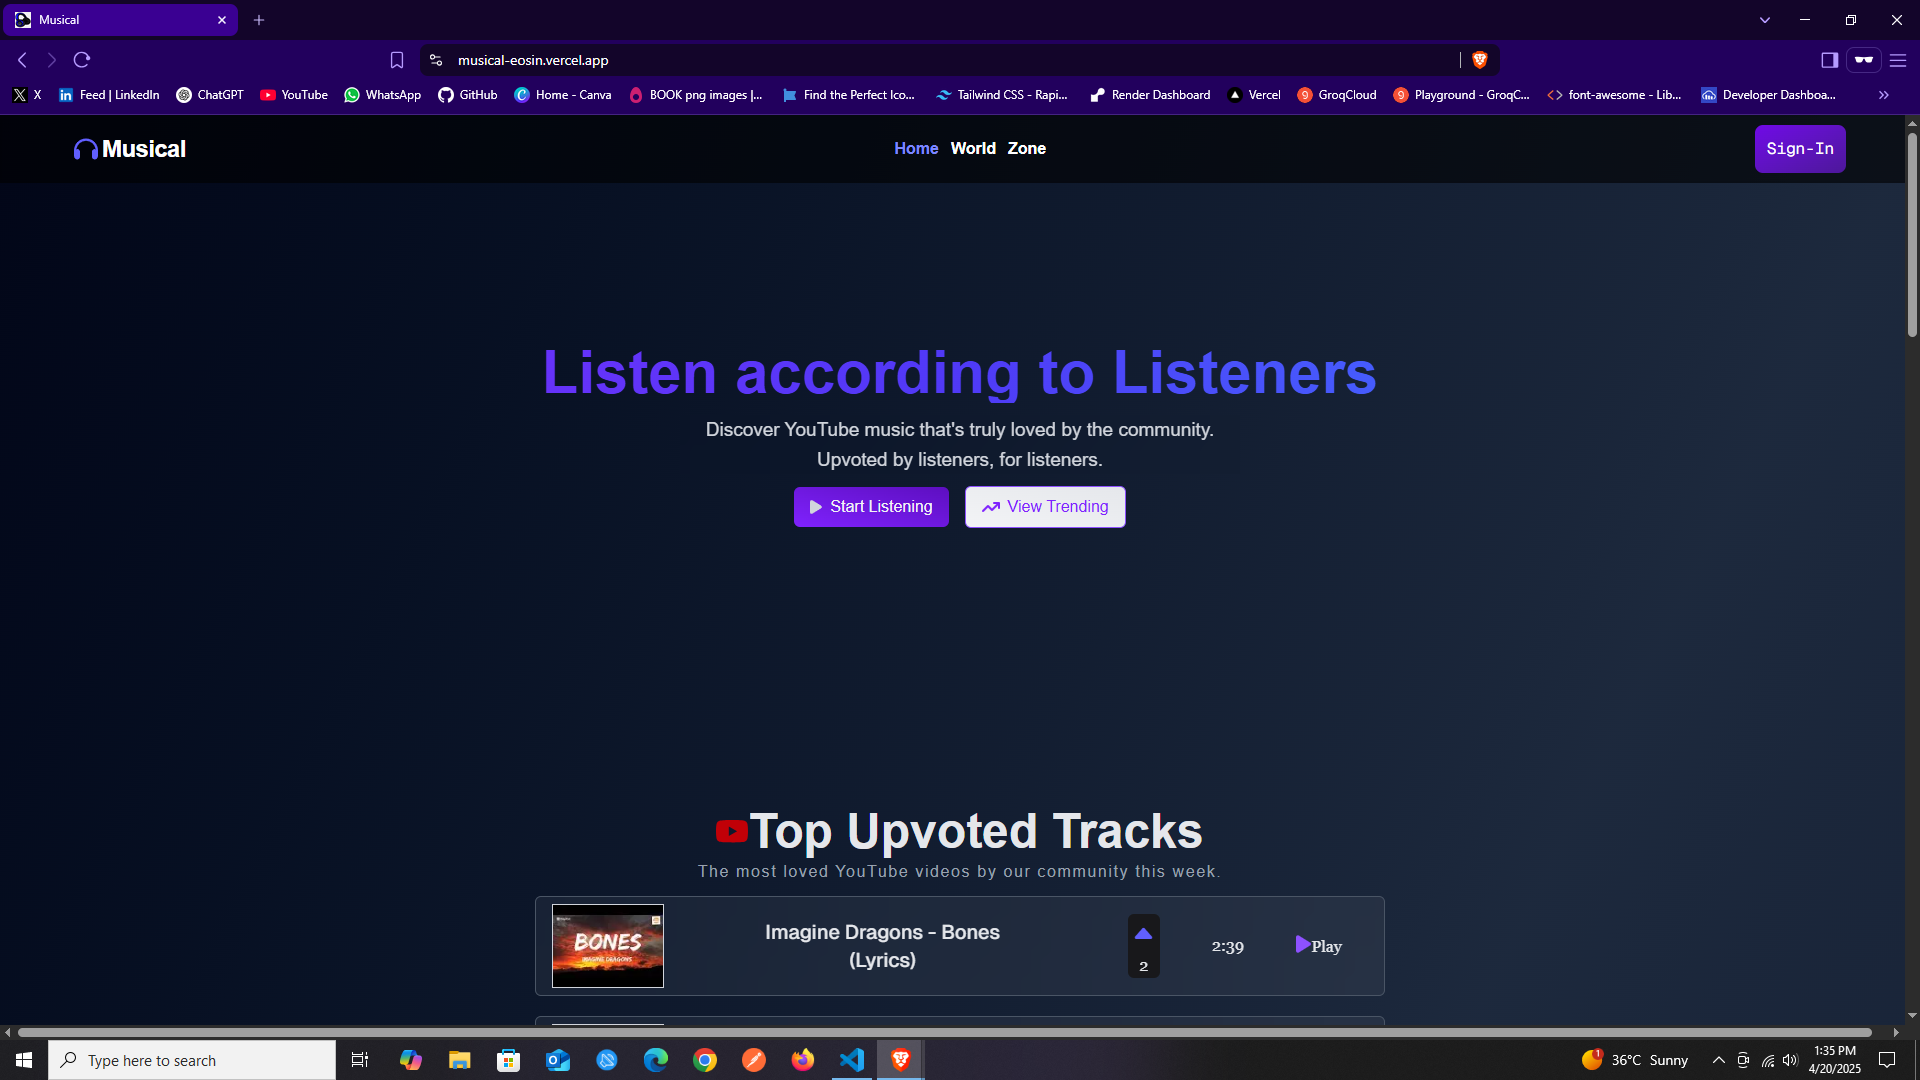 Musical
musical-eosin.vercel.app
X Feed | LinkedIn ChatGPT YouTube WhatsApp GitHub Home - Canva BOOK png images |... Find the Perfect Ico... Tailwind CSS - Rapi... Render Dashboard Vercel GroqCloud Playground - GroqC... font-awesome - Lib... Developer Dashboa...
Musical Home World Zone Sign-In
Listen according to Listeners
Discover YouTube music that's truly loved by the community.
Upvoted by listeners, for listeners.
Start Listening View Trending
Top Upvoted Tracks
The most loved YouTube videos by our community this week.
BONES
IMAGINE DRAGONS
Imagine Dragons - Bones
(Lyrics)
2
2:39
Play
Type here to search
1
36°C Sunny
1:35 PM
4/20/2025